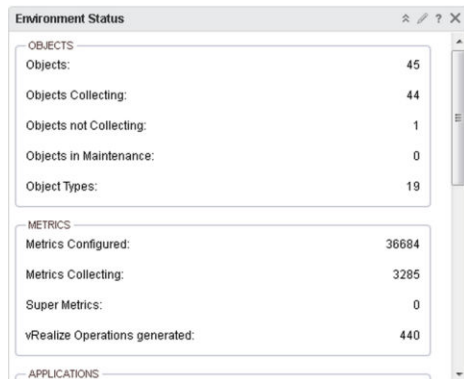 Environment Status
OBJECTS
Objects: 45
Objects Collecting: 44
Objects not Collecting: 1
Objects in Maintenance: 0
Object Types: 19
METRICS
Metrics Configured: 36684
Metrics Collecting: 3285
Super Metrics: 0
vRealize Operations generated: 440
APPLICATIONS